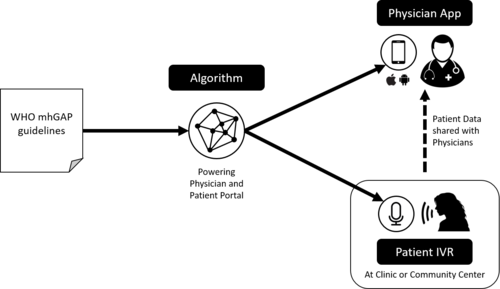 Physician App
Algorithm
WHO mhGAP
guidelines
Powering
Physician and
Patient Portal
Patient Data
shared with
Physicians
Patient IVR
At Clinic or Community Center